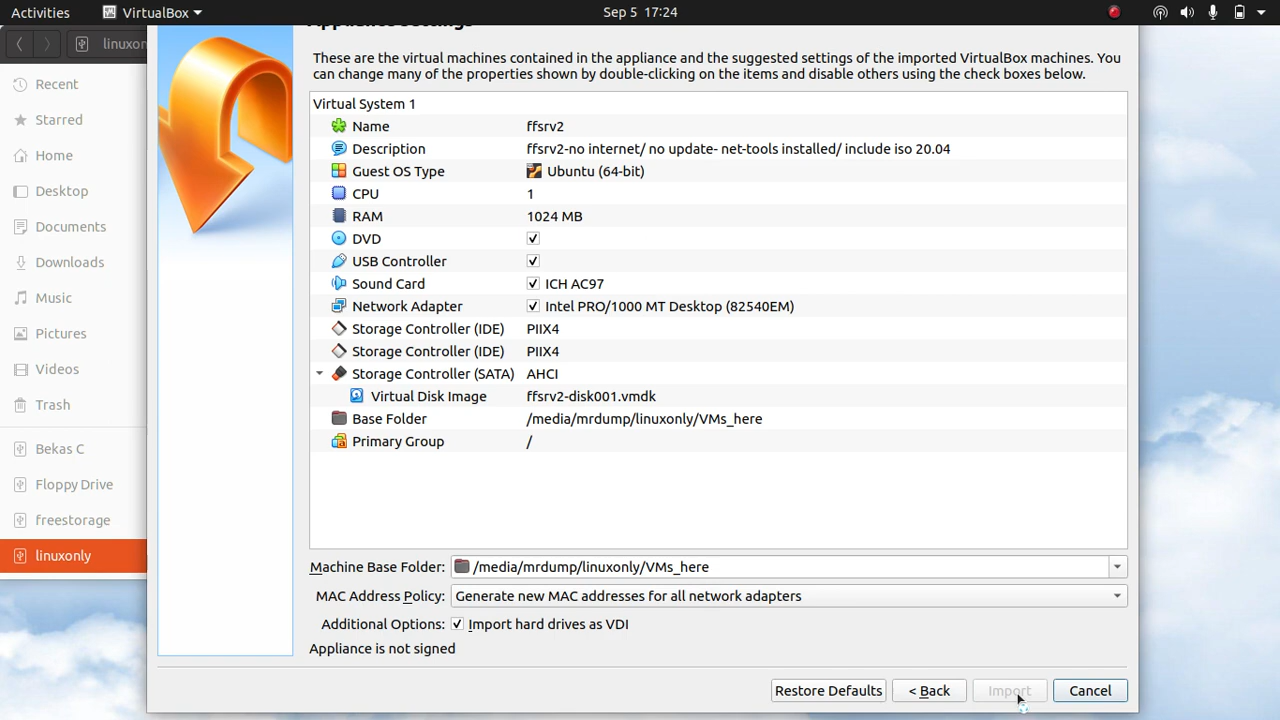 Activities
VirtualBox
Sep 5 17:24
linuxon
Recent
Starred
Home
Desktop
Documents
Downloads
Music
Pictures
Videos
Trash
Bekas C
Floppy Drive
freestorage
linuxonly
Appliance Settings
These are the virtual machines contained in the appliance and the suggested settings of the imported VirtualBox machines. You
can change many of the properties shown by double-clicking on the items and disable others using the check boxes below.
Virtual System 1
Name ffsrv2
Description ffsrv2-no internet/ no update- net-tools installed/ include iso 20.04
Guest OS Type Ubuntu (64-bit)
CPU 1
RAM 1024 MB
DVD
USB Controller
Sound Card ICH AC97
Network Adapter Intel PRO/1000 MT Desktop (82540EM)
Storage Controller (IDE) PIIX4
Storage Controller (IDE) PIIX4
Storage Controller (SATA) AHCI
Virtual Disk Image ffsrv2-disk001.vmdk
Base Folder /media/mrdump/linuxonly/VMs_here
Primary Group /
Machine Base Folder: /media/mrdump/linuxonly/VMs_here
MAC Address Policy: Generate new MAC addresses for all network adapters
Additional Options: Import hard drives as VDI
Appliance is not signed
Restore Defaults < Back Import Cancel